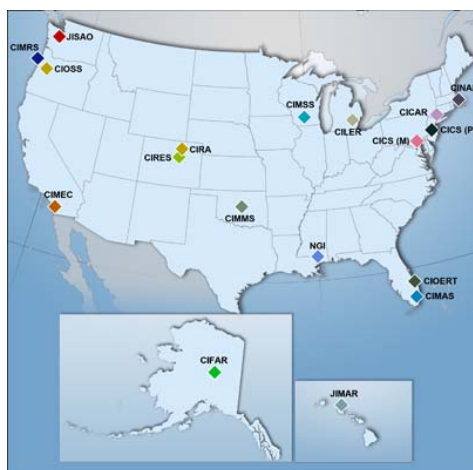 JISAO
CIMRS
CIOSS
CIMSS
CILER
CINAR
CICAR
CICS (P
CICS (M)
CIRA
CIRES
CIMEC
CIMMS
NGI
CIOERT
CIMAS
CIFAR
JIMAR